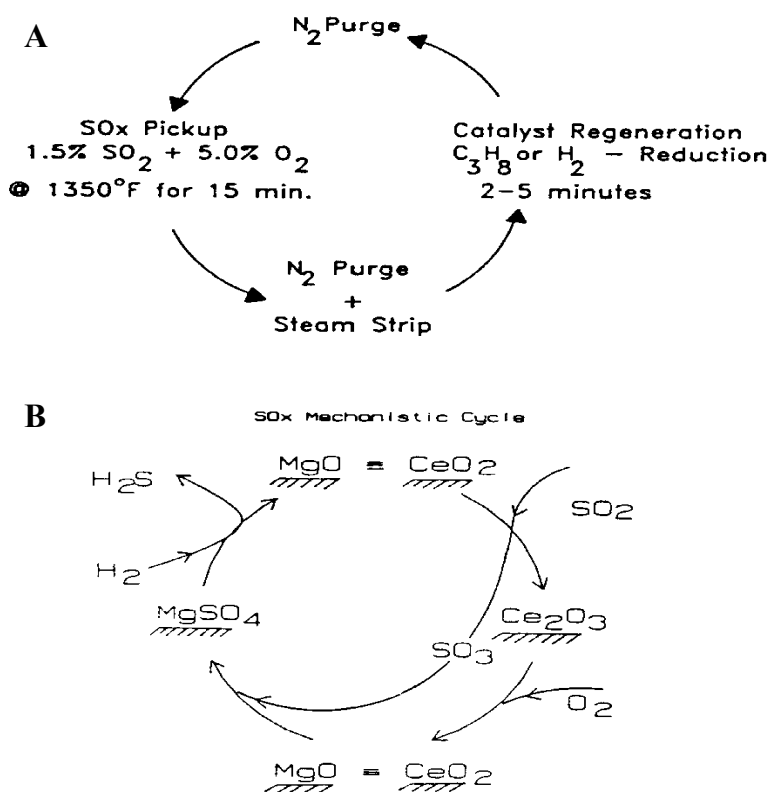 A
N₂ Purge
SOx Pickup
1.5% SO₂ + 5.0% O₂
@ 1350°F for 15 min.
Catalyst Regeneration
C₃H₈ or H₂ – Reduction
2–5 minutes
N₂ Purge
+
Steam Strip
B
SOx Mechanistic Cycle
MgO = CeO₂
H₂S
SO₂
H₂
MgSO₄
Ce₂O₃
SO₃
O₂
MgO = CeO₂